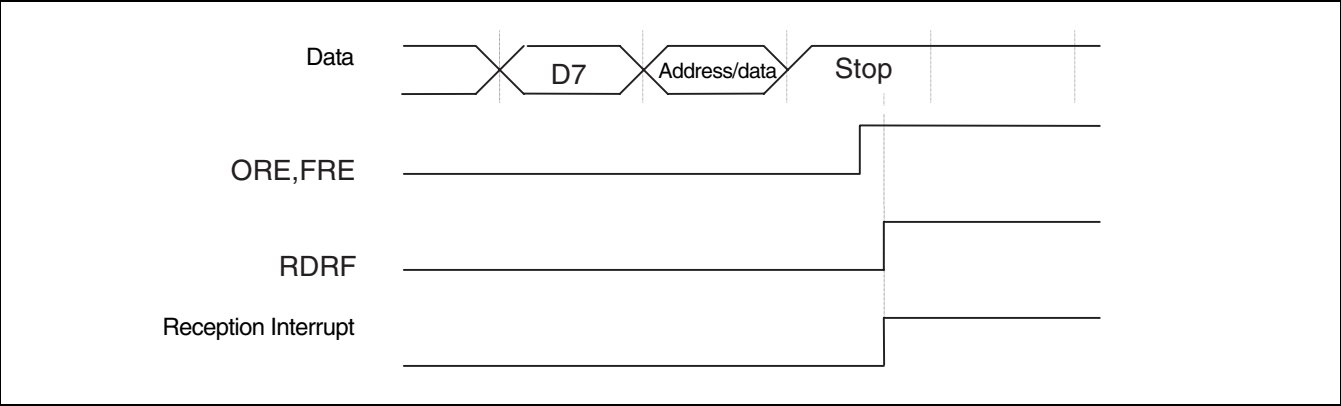 Data
D7
Address/data
Stop
ORE,FRE
RDRF
Reception Interrupt